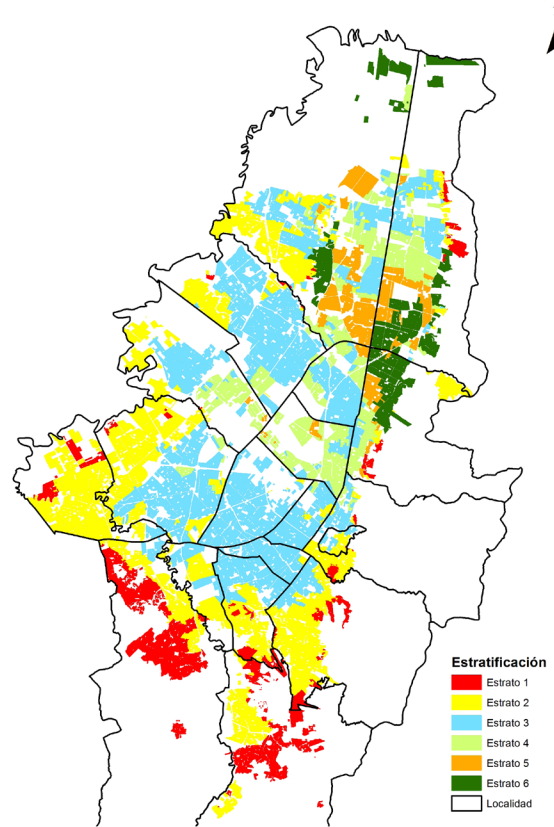 Estratificación
Estrato 1
Estrato 2
Estrato 3
Estrato 4
Estrato 5
Estrato 6
Localidad